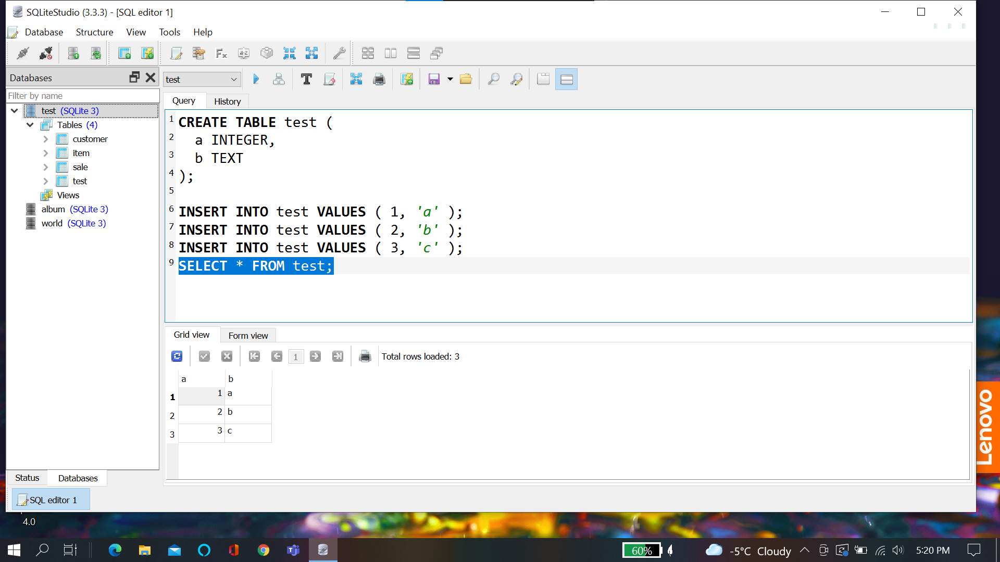 SQLiteStudio (3.3.3) - [SQL editor 1]
Database Structure View Tools Help
Databases
Filter by name
test (SQLite 3)
Tables (4)
customer
item
sale
test
Views
album (SQLite 3)
world (SQLite 3)
Status Databases
SQL editor 1
test
Query History
1 CREATE TABLE test (
2 a INTEGER,
3 b TEXT
4 );
5
6 INSERT INTO test VALUES ( 1, 'a' );
7 INSERT INTO test VALUES ( 2, 'b' );
8 INSERT INTO test VALUES ( 3, 'c' );
9 SELECT * FROM test;
Grid view Form view
1 Total rows loaded: 3
a b
1 1 a
2 2 b
3 3 c
Lenovo
4.0
60% -5°C Cloudy 5:20 PM